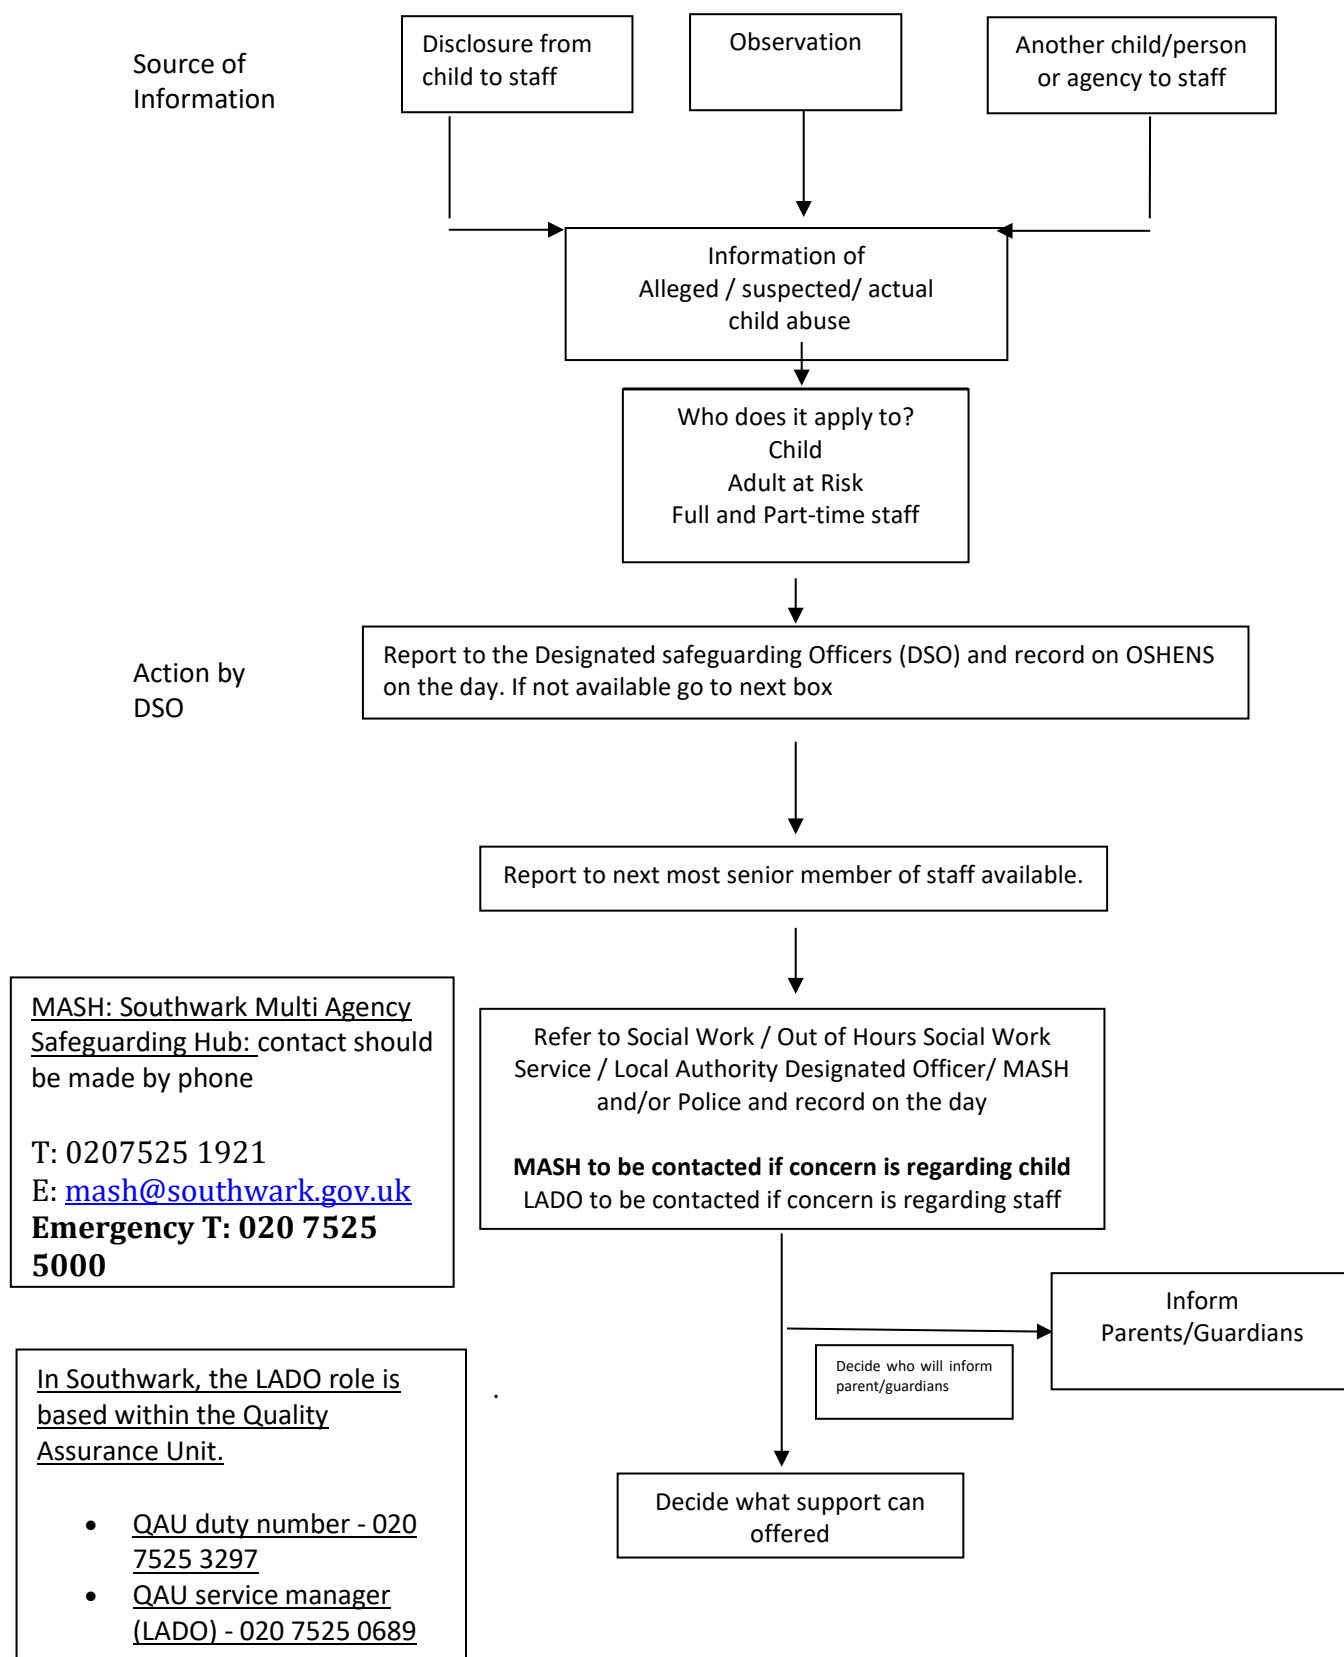 Source of
Information
Disclosure from
child to staff
Observation
Another child/person
or agency to staff
Information of
Alleged / suspected/ actual
child abuse
Who does it apply to?
Child
Adult at Risk
Full and Part-time staff
Action by
DSO
Report to the Designated safeguarding Officers (DSO) and record on OSHENS
on the day. If not available go to next box
Report to next most senior member of staff available.
MASH: Southwark Multi Agency
Safeguarding Hub: contact should
be made by phone
T: 0207525 1921
E: mash@southwark.gov.uk
Emergency T: 020 7525
5000
Refer to Social Work / Out of Hours Social Work
Service / Local Authority Designated Officer/ MASH
and/or Police and record on the day
MASH to be contacted if concern is regarding child
LADO to be contacted if concern is regarding staff
Inform
Parents/Guardians
Decide who will inform
parent/guardians
In Southwark, the LADO role is
based within the Quality
Assurance Unit.
• QAU duty number - 020
7525 3297
• QAU service manager
(LADO) - 020 7525 0689
.
Decide what support can
offered